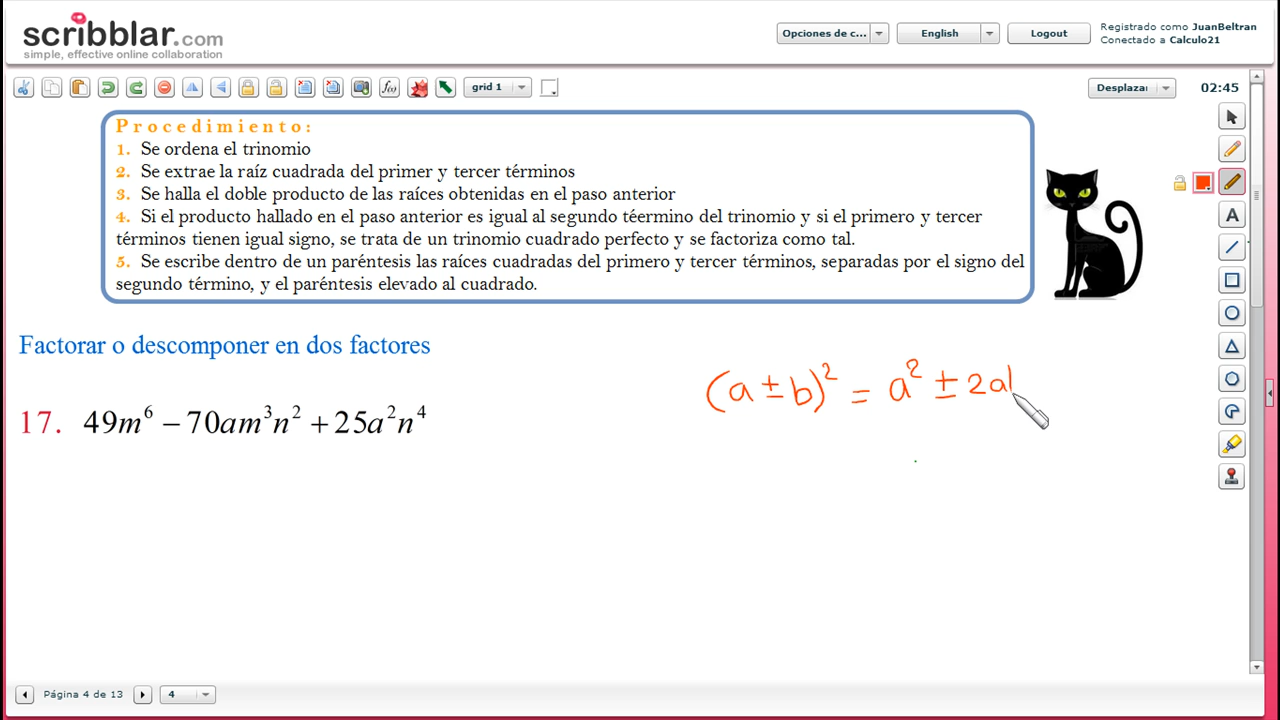 scribblar.com
simple, effective online collaboration
Opciones de c... English Logout
Registrado como JuanBeltran
Conectado a Calculo21
f(x) grid 1 Desplazar 02:45
Procedimiento:
1. Se ordena el trinomio
2. Se extrae la raíz cuadrada del primer y tercer términos
3. Se halla el doble producto de las raíces obtenidas en el paso anterior
4. Si el producto hallado en el paso anterior es igual al segundo téermino del trinomio y si el primero y tercer
términos tienen igual signo, se trata de un trinomio cuadrado perfecto y se factoriza como tal.
5. Se escribe dentro de un paréntesis las raíces cuadradas del primero y tercer términos, separadas por el signo del
segundo término, y el paréntesis elevado al cuadrado.
A
Factorar o descomponer en dos factores
(a ± b)² = a² ± 2ab
17. 49m⁶ − 70am³n² + 25a²n⁴
Página 4 de 13 4